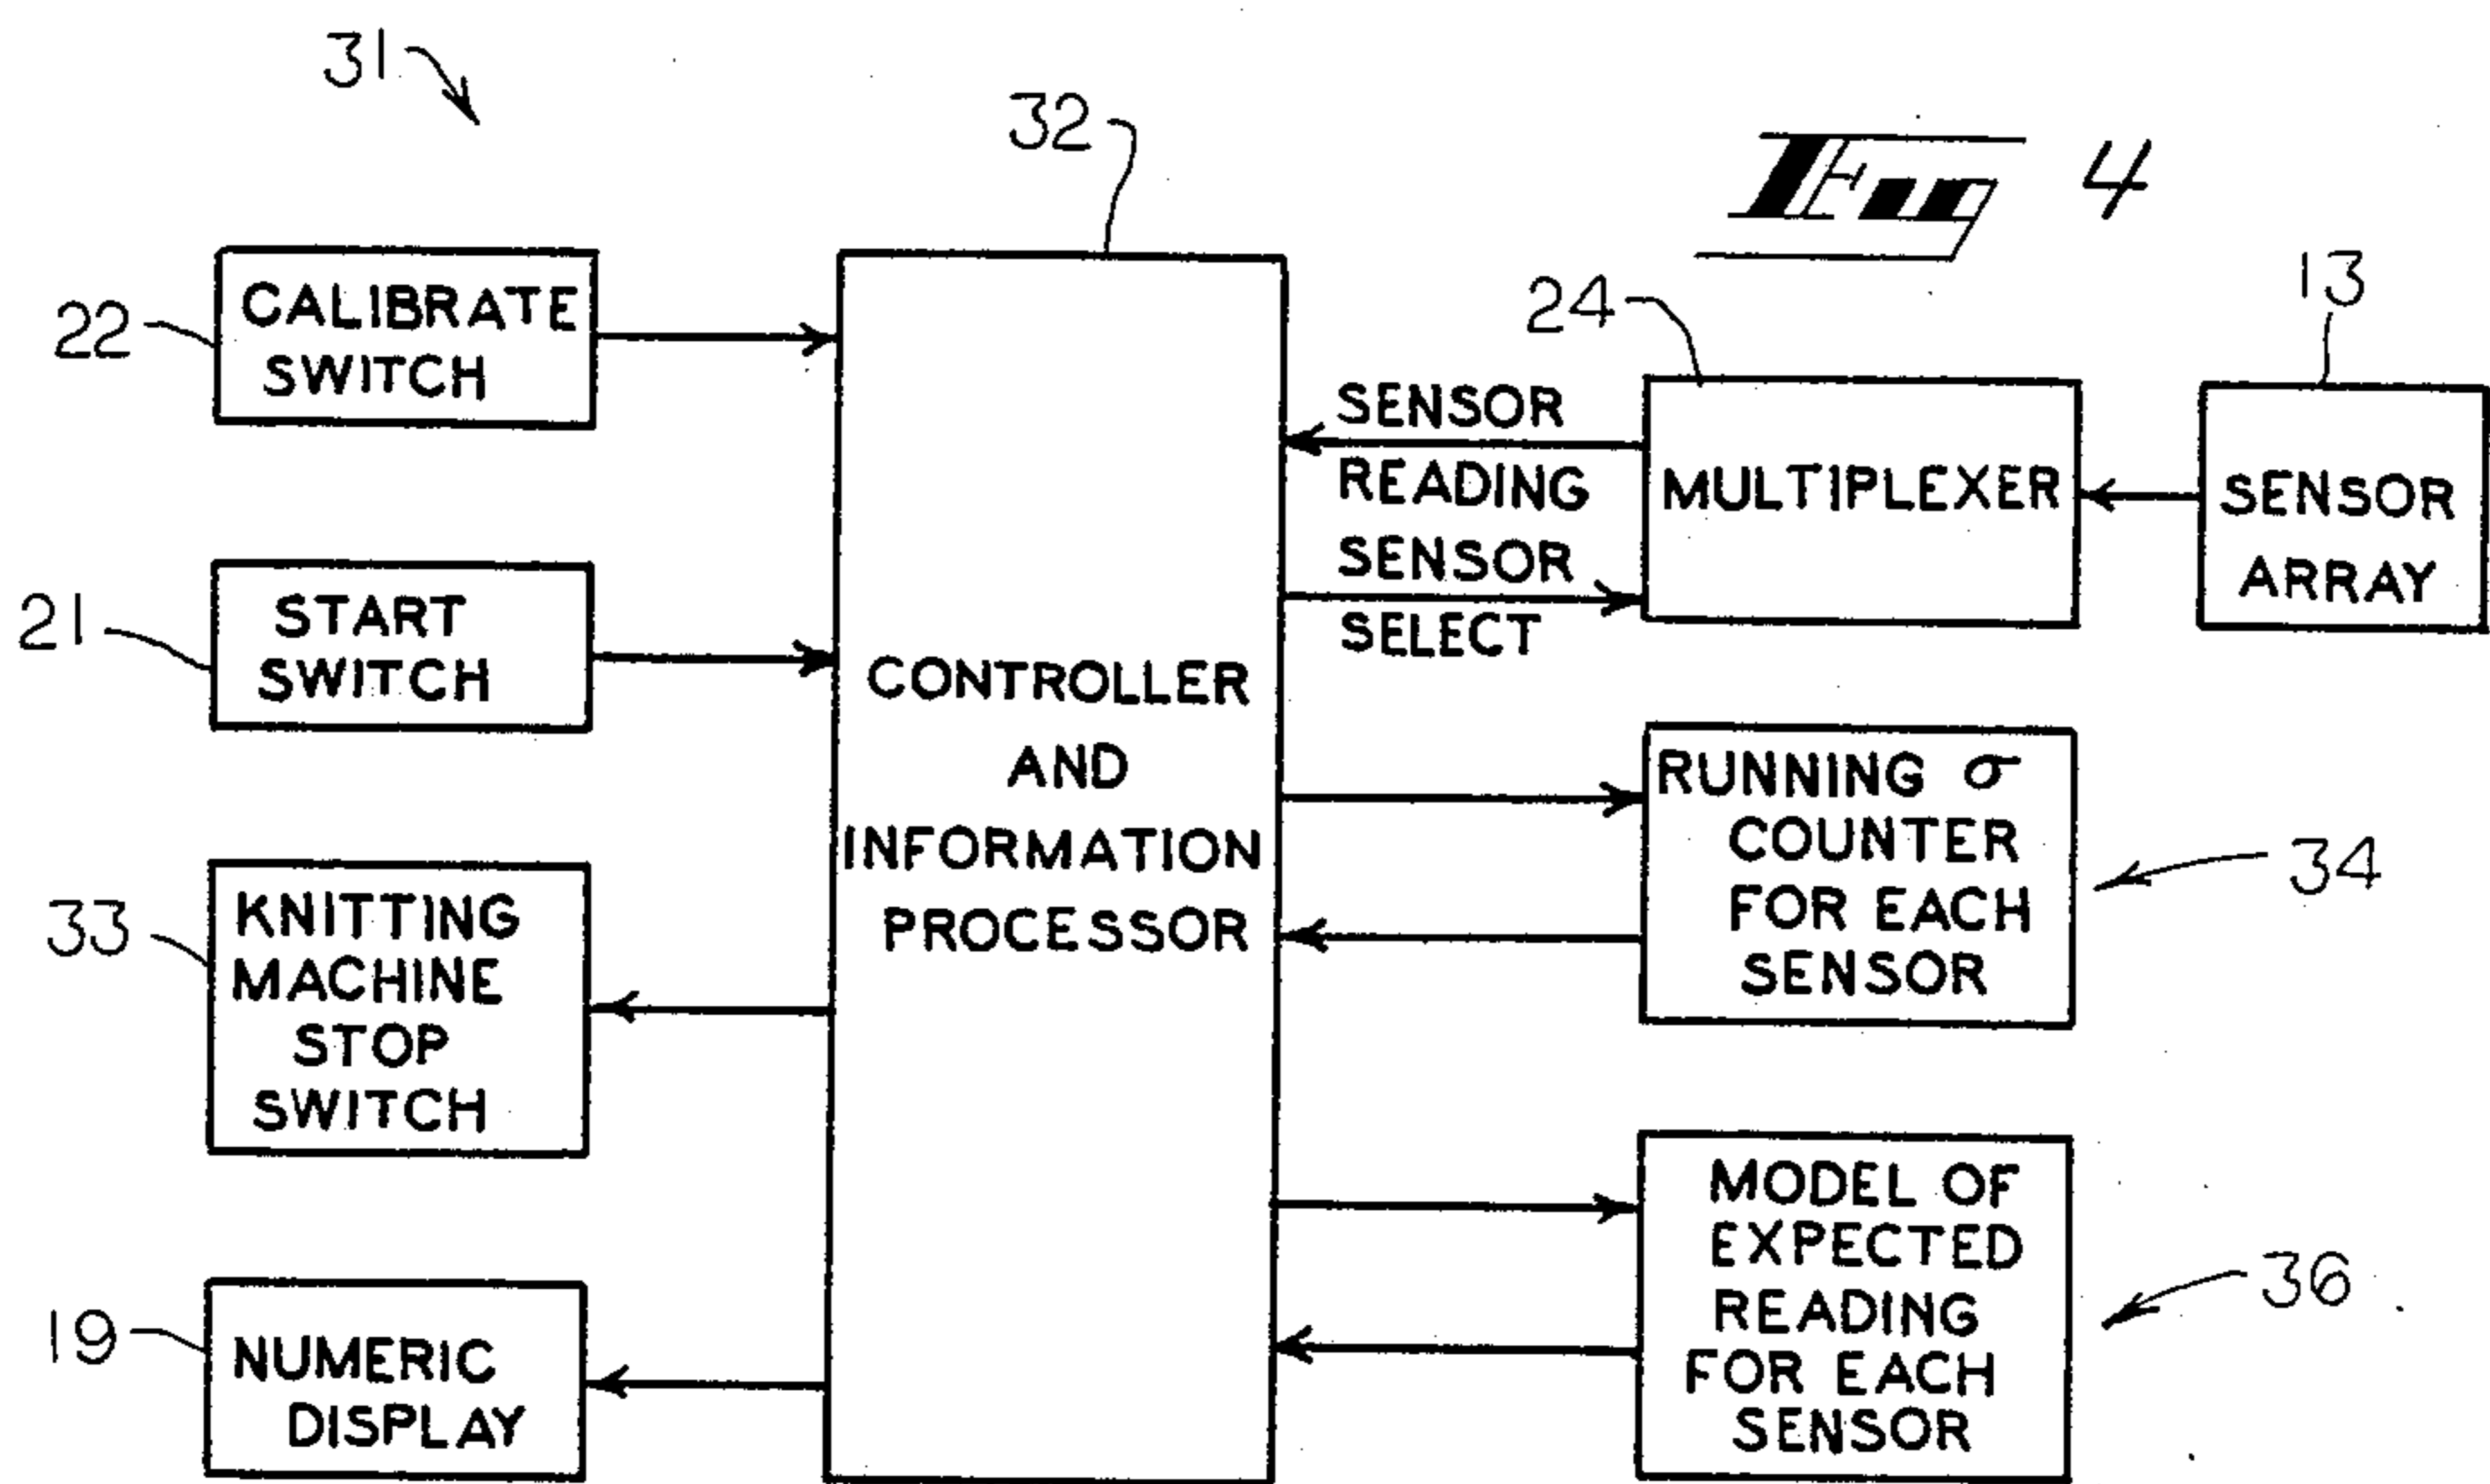 31
32
Fig 4
22
CALIBRATE
SWITCH
21
START
SWITCH
33
KNITTING
MACHINE
STOP
SWITCH
19
NUMERIC
DISPLAY
CONTROLLER
AND
INFORMATION
PROCESSOR
SENSOR
READING
SENSOR
SELECT
24
MULTIPLEXER
13
SENSOR
ARRAY
RUNNING σ
COUNTER
FOR EACH
SENSOR
34
MODEL OF
EXPECTED
READING
FOR EACH
SENSOR
36